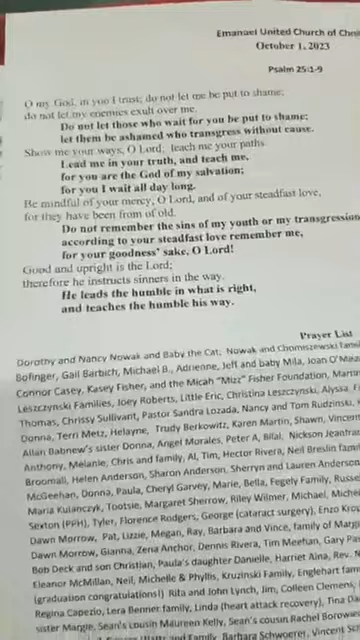 Emanael United Church of Chris
October 1, 2023
Psalm 25:1-9
O my God, in you I trust; do not let me be put to shame;
do not let my enemies exult over me.
Do not let those who wait for you be put to shame;
let them be ashamed who transgress without cause.
Show me your ways, O Lord; teach me your paths.
Lead me in your truth, and teach me,
for you are the God of my salvation;
for you I wait all day long.
Be mindful of your mercy, O Lord, and of your steadfast love,
for they have been from of old.
Do not remember the sins of my youth or my transgression
according to your steadfast love remember me,
for your goodness' sake, O Lord!
Good and upright is the Lord;
therefore he instructs sinners in the way.
He leads the humble in what is right,
and teaches the humble his way.
Prayer List
Dorothy and Nancy Nowak and Baby the Cat; Nowak and Chomiszewski fami
Bofinger, Gail Barbich, Michael B., Adrienne, Jeff and baby Mila, Joan O'Mea
Connor Casey, Kasey Fisher, and the Micah "Mizz" Fisher Foundation, Martin
Leszczynski Families, Joey Roberts, Little Eric, Christina Leszczynski, Alyssa
Thomas, Chrissy Sullivant, Pastor Sandra Lozada, Nancy and Tom Rudzinski,
Donna, Terri Metz, Helayne, Trudy Berkowitz, Karen Martin, Shawn, Vincen
Allan Babnew's sister Donna, Angel Morales, Peter A, Bilal, Nickson Jeanfra
Anthony, Melanie, Chris and family, Al, Tim, Hector Rivera, Neil Breslin fami
Broomall, Helen Anderson, Sharon Anderson, Sherryn and Lauren Anderson
McGeehan, Donna, Paula, Cheryl Garvey, Marie, Bella, Fegely Family, Russe
Maria Kulanczyk, Tootsie, Margaret Sherrow, Riley Wilmer, Michael, Miche
Sexton (PPH), Tyler, Florence Rodgers, George (cataract surgery), Enzo Kro
Dawn Morrow, Pat, Lizzie, Megan, Ray, Barbara and Vince, family of Marg
Dawn Morrow, Gianna, Zena Anchor, Dennis Rivera, Tim Meehan, Gary Pa
Bob Deck and son Christian, Paula's daughter Danielle, Harriet Aina, Rev. N
Eleanor McMillan, Neil, Michelle & Phyllis, Kruzinski Family, Englehart fam
(graduation congratulations!) Rita and John Lynch, Jim, Colleen Clemens,
Regina Capezio, Lera Benner family, Linda (heart attack recovery), Tina Da
sister Margie, Sean's cousin Maureen Kelly, Sean's cousin Rachel Borows
Family, Barbara Schwoerer, Vincent S